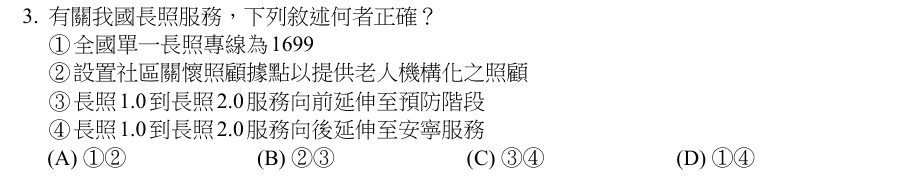 3. 有關我國長照服務，下列敘述何者正確？
①全國單一長照專線為1699
②設置社區關懷照顧據點以提供老人機構化之照顧
③長照1.0到長照2.0服務向前延伸至預防階段
④長照1.0到長照2.0服務向後延伸至安寧服務
(A) ①② (B) ②③ (C) ③④ (D) ①④